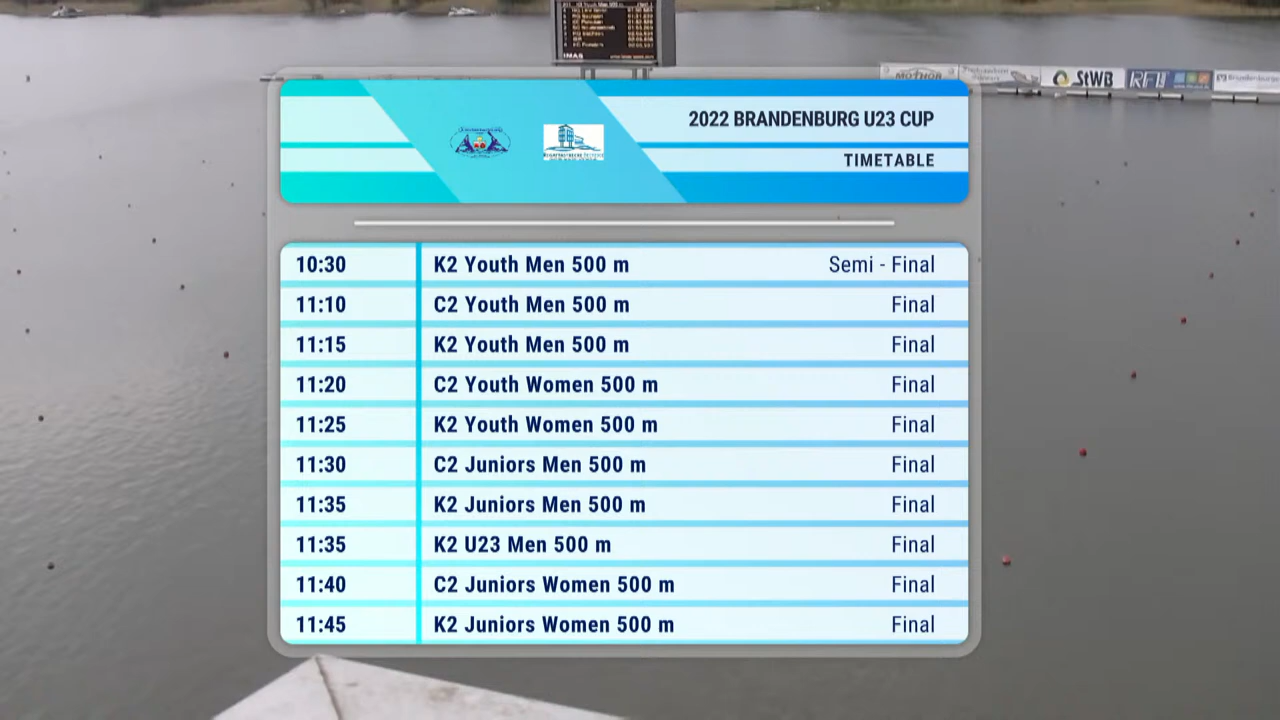 IMAS
MOTHOR
StWB
RFT
2022 BRANDENBURG U23 CUP
TIMETABLE
10:30 K2 Youth Men 500 m Semi - Final
11:10 C2 Youth Men 500 m Final
11:15 K2 Youth Men 500 m Final
11:20 C2 Youth Women 500 m Final
11:25 K2 Youth Women 500 m Final
11:30 C2 Juniors Men 500 m Final
11:35 K2 Juniors Men 500 m Final
11:35 K2 U23 Men 500 m Final
11:40 C2 Juniors Women 500 m Final
11:45 K2 Juniors Women 500 m Final